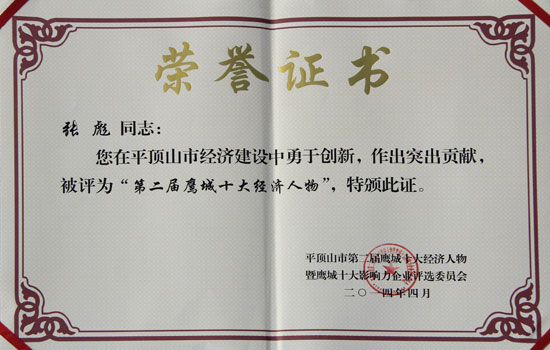 荣誉证书
张彪 同志：
您在平顶山市经济建设中勇于创新，作出突出贡献，
被评为“第二届鹰城十大经济人物”，特颁此证。
平顶山市第二届鹰城十大经济人物
暨鹰城十大影响力企业评选委员会
二〇一四年四月